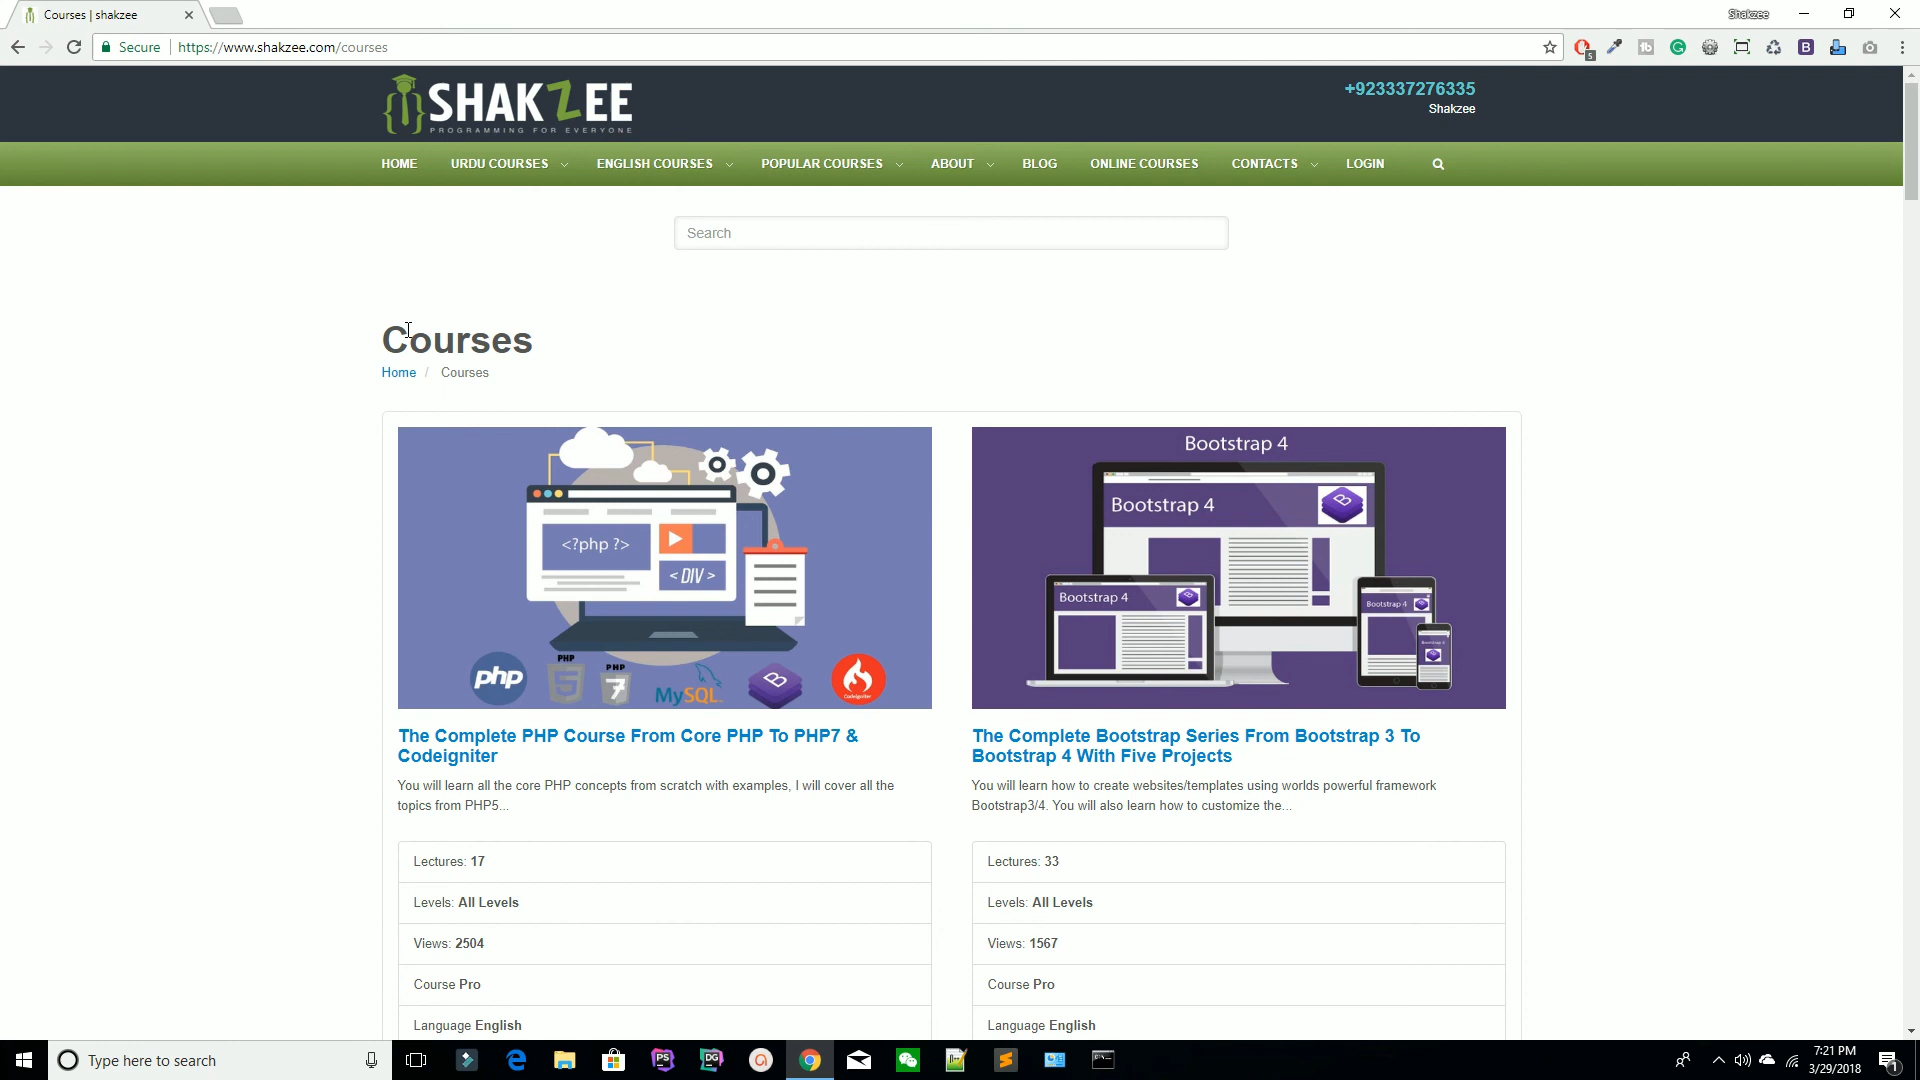 Courses | shakzee
Shakzee
Secure
https://www.shakzee.com/courses
5
SHAKZEE
PROGRAMMING FOR EVERYONE
+923337276335
Shakzee
HOME URDU COURSES ENGLISH COURSES POPULAR COURSES ABOUT BLOG ONLINE COURSES CONTACTS LOGIN
Search
Courses
Home / Courses
<?php ?>
< DIV >
php
PHP
5
PHP
7
MySQL
B
Codeigniter
The Complete PHP Course From Core PHP To PHP7 &
Codeigniter
You will learn all the core PHP concepts from scratch with examples, I will cover all the
topics from PHP5...
Lectures: 17
Levels: All Levels
Views: 2504
Course Pro
Language English
Bootstrap 4
Bootstrap 4
Bootstrap 4
Bootstrap 4
The Complete Bootstrap Series From Bootstrap 3 To
Bootstrap 4 With Five Projects
You will learn how to create websites/templates using worlds powerful framework
Bootstrap3/4. You will also learn how to customize the...
Lectures: 33
Levels: All Levels
Views: 1567
Course Pro
Language English
Type here to search
PS
DG
7:21 PM
3/29/2018
1